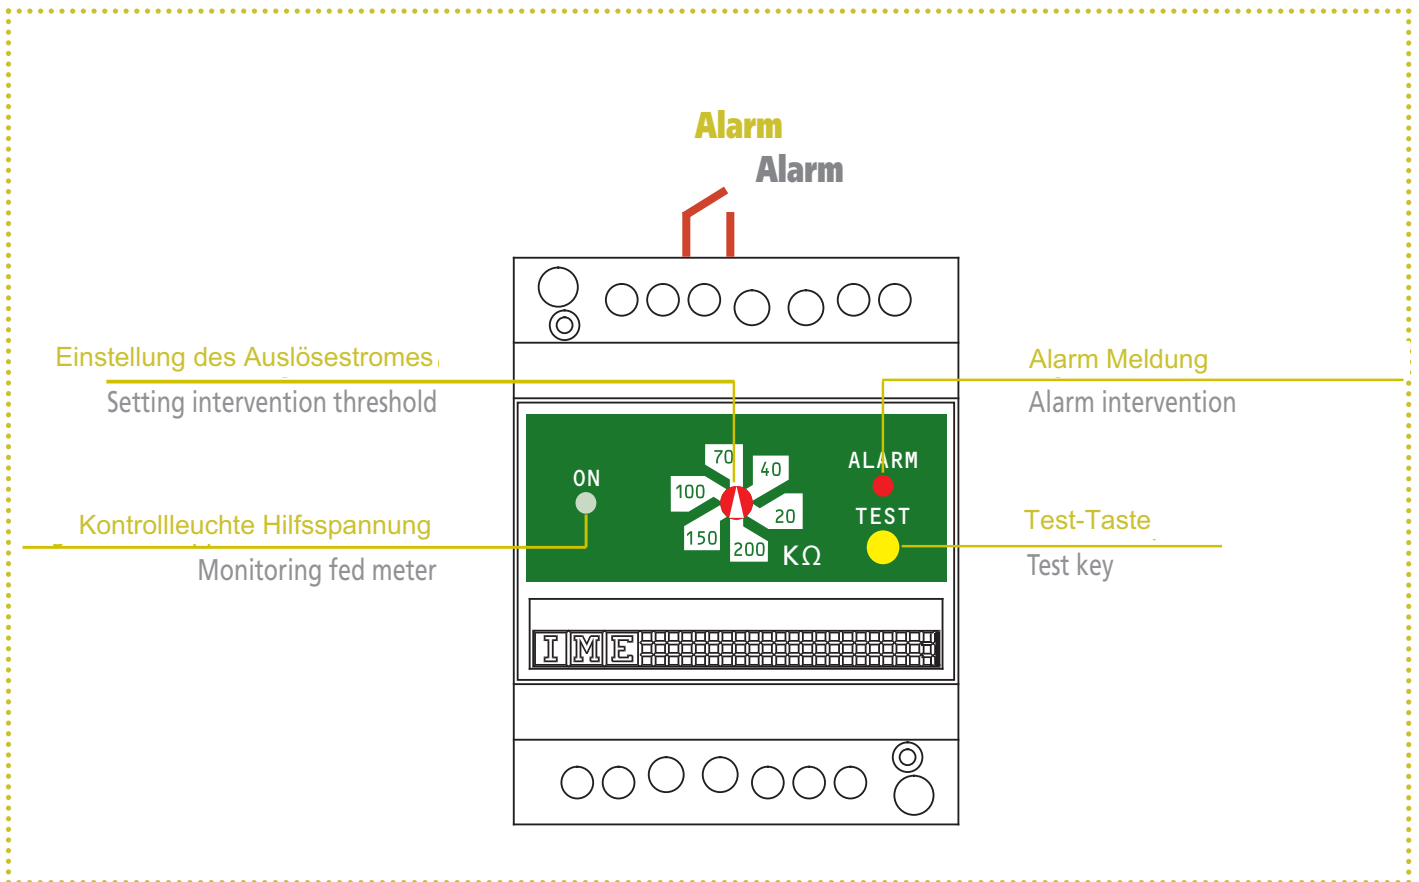 Alarm
Alarm
Einstellung des Auslösestromes
Setting intervention threshold
Alarm Meldung
Alarm intervention
ON
70
40
100
20
150
200
KΩ
ALARM
TEST
Kontrollleuchte Hilfsspannung
Monitoring fed meter
Test-Taste
Test key
IME